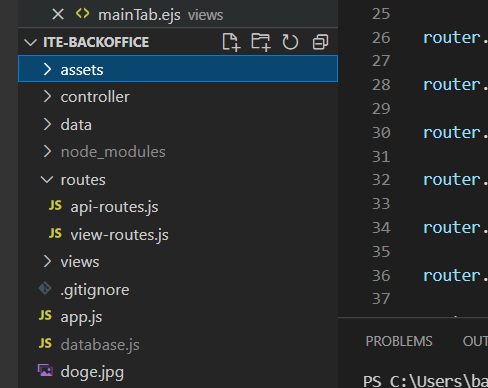 mainTab.ejs views
ITE-BACKOFFICE
assets
controller
data
node_modules
routes
JS api-routes.js
JS view-routes.js
views
.gitignore
JS app.js
JS database.js
doge.jpg
25
26 router.
27
28 router.
29
30 router.
31
32 router.
33
34 router.
35
36 router.
37
PROBLEMS OUT
PS C:\Users\ba